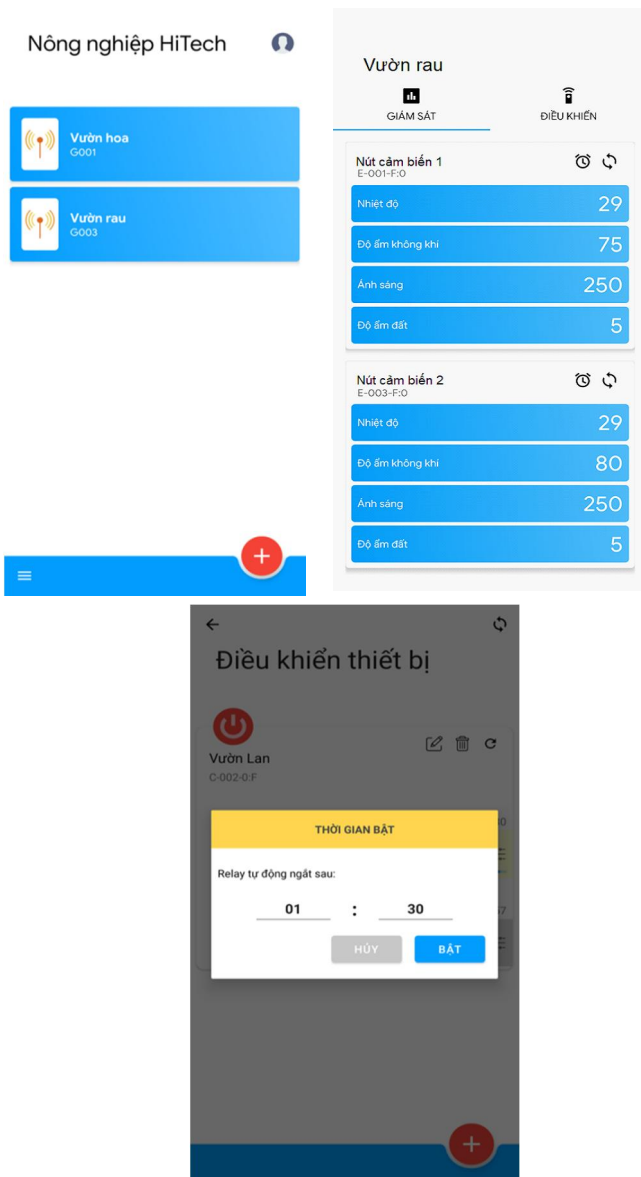 Nông nghiệp HiTech
Vườn hoa
G001
Vườn rau
G003
Vườn rau
GIÁM SÁT
ĐIỀU KHIỂN
Nút cảm biến 1
E-001-F:0
Nhiệt độ
29
Độ ẩm không khí
75
Ánh sáng
250
Độ ẩm đất
5
Nút cảm biến 2
E-003-F:0
Nhiệt độ
29
Độ ẩm không khí
80
Ánh sáng
250
Độ ẩm đất
5
Điều khiển thiết bị
Vườn Lan
C-002-0:F
THỜI GIAN BẬT
Relay tự động ngắt sau:
01 : 30
HỦY
BẬT